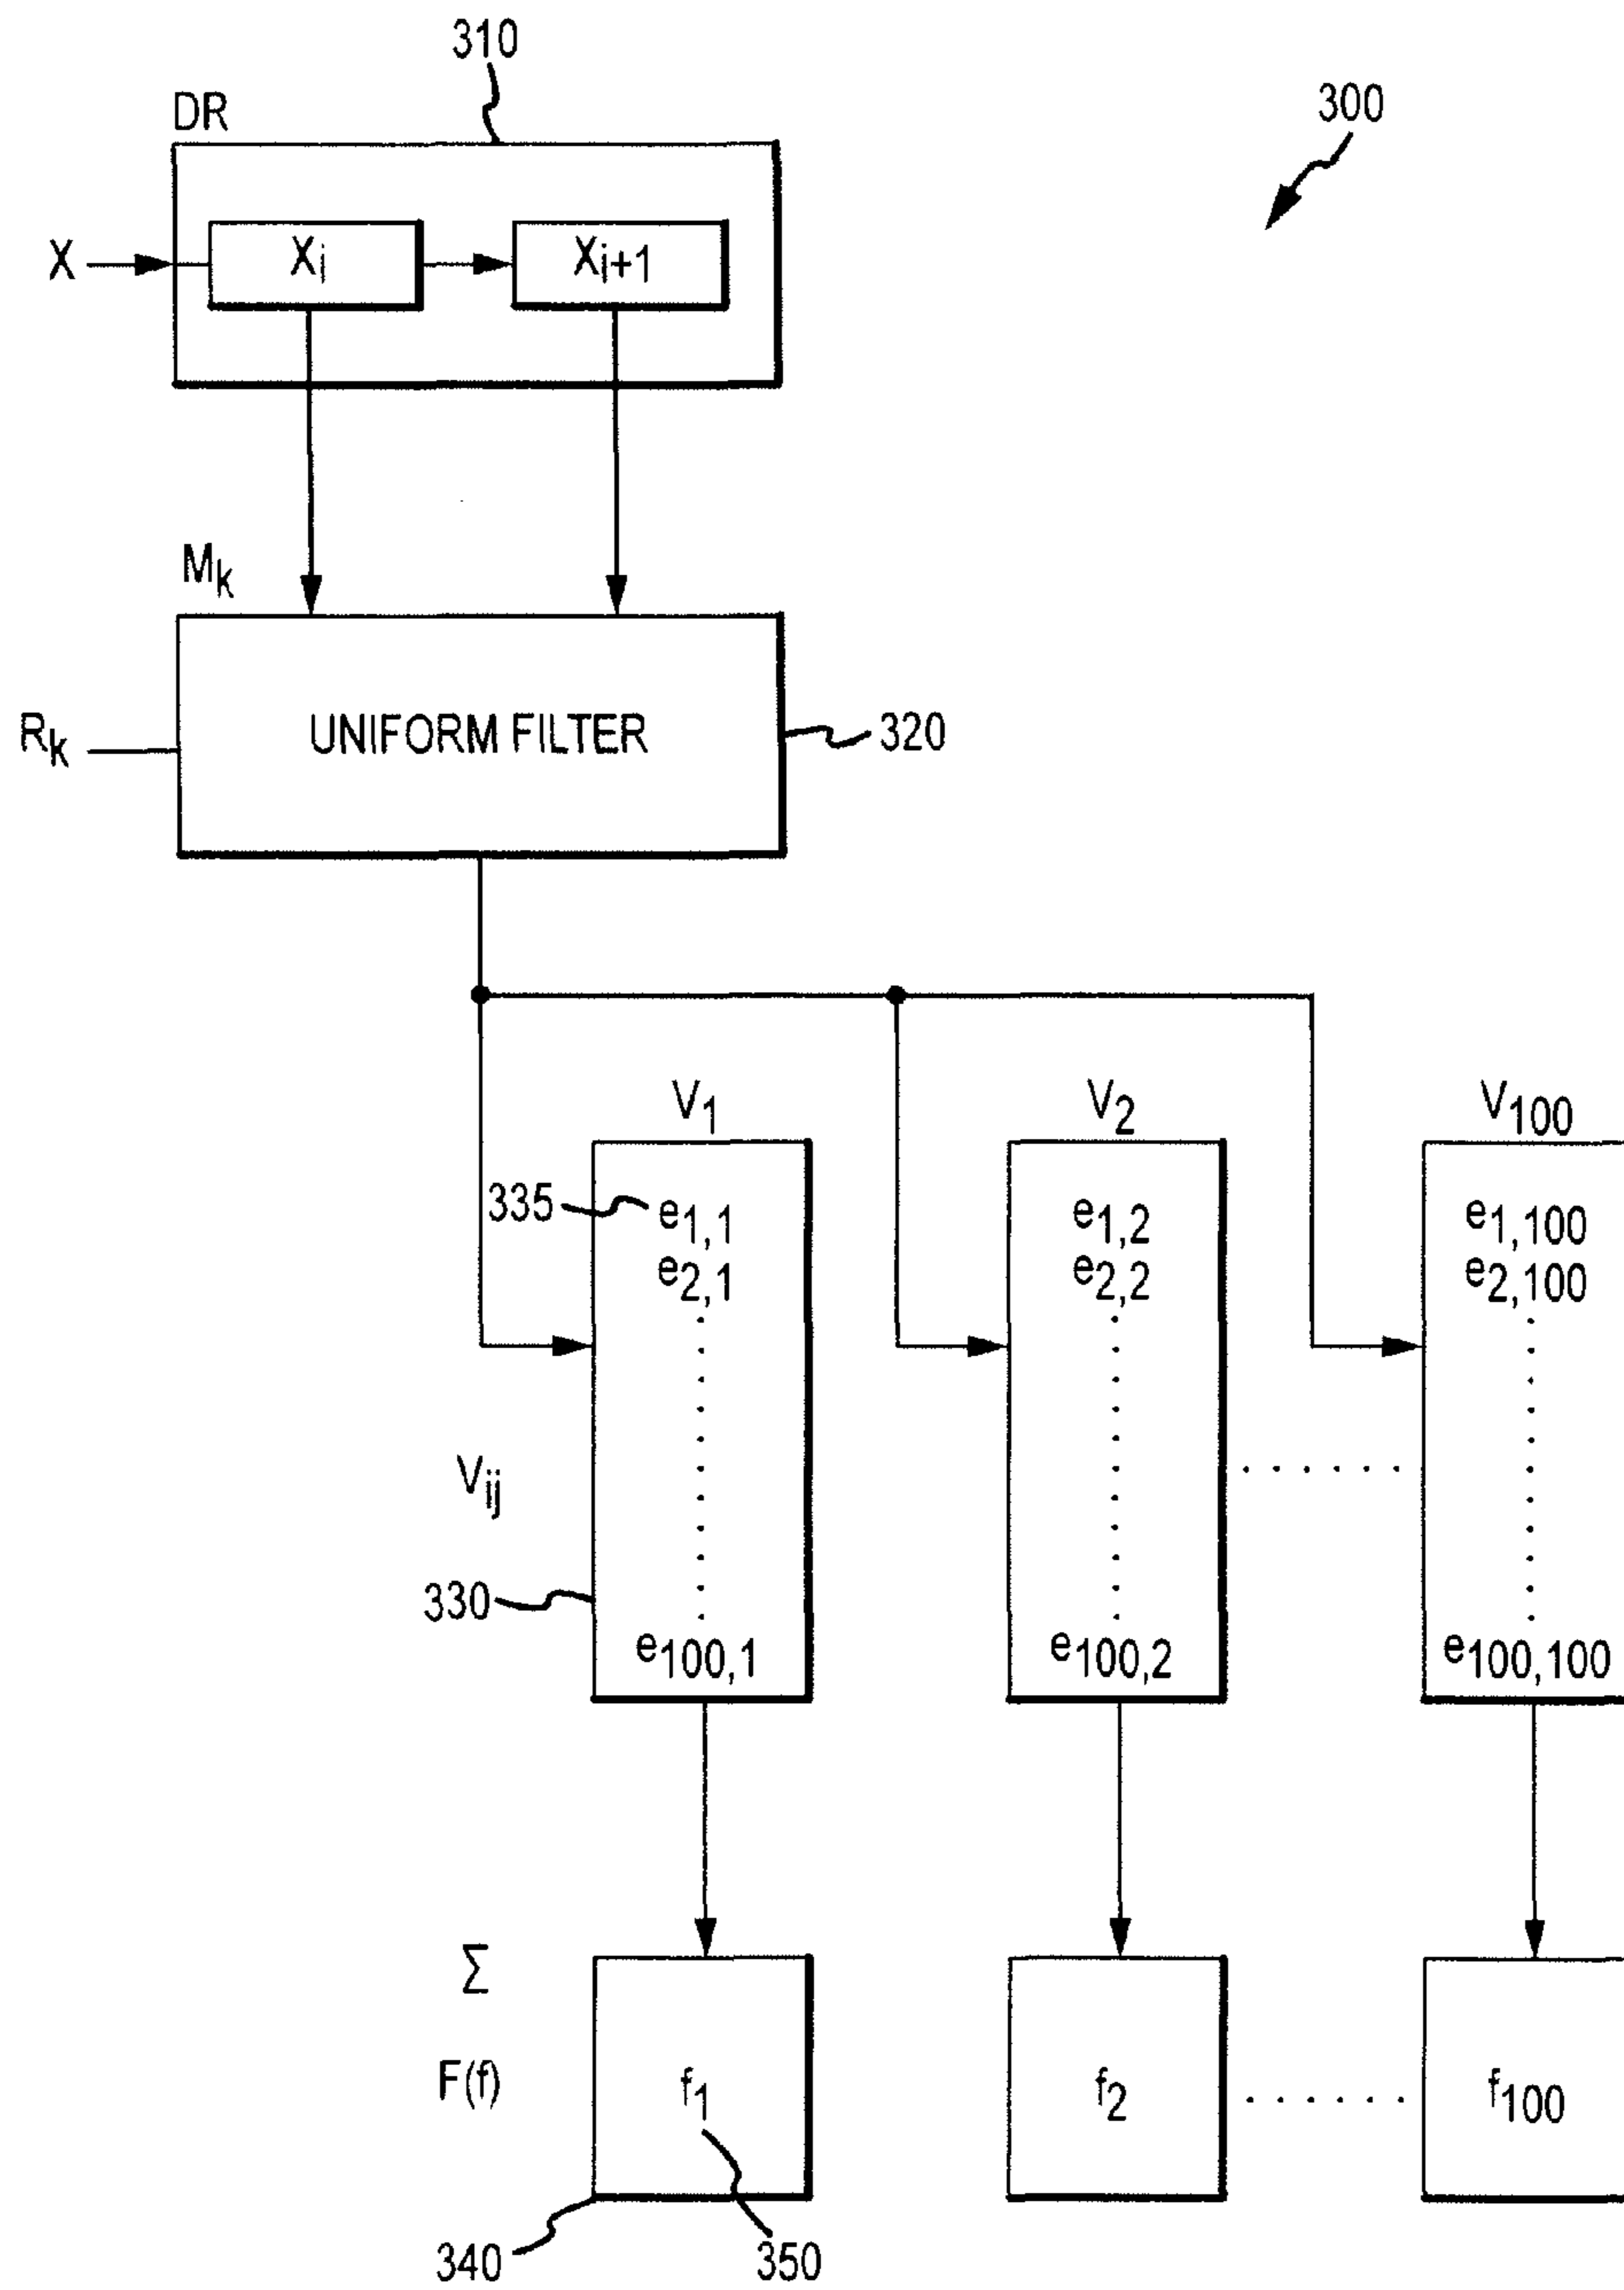 310
DR
300
X
Xi
Xi+1
Mk
Rk
UNIFORM FILTER
320
V1
V2
V100
335
e1,1
e1,2
e1,100
e2,1
e2,2
e2,100
Vij
330
e100,1
e100,2
e100,100
Σ
F(f)
f1
f2
f100
340
350